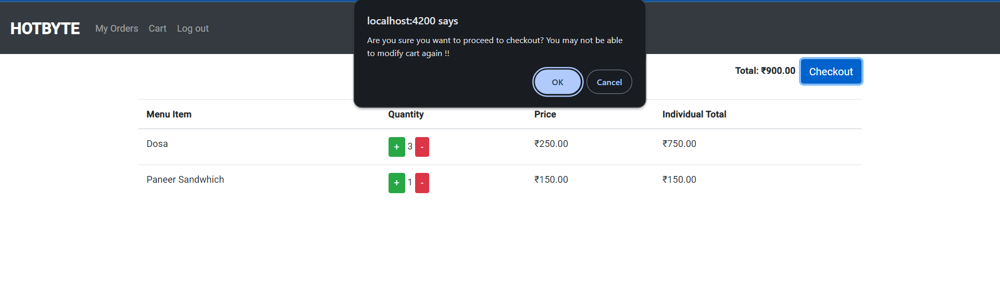 HOTBYTE My Orders Cart Log out
localhost:4200 says
Are you sure you want to proceed to checkout? You may not be able
to modify cart again !!
OK Cancel
Total: ₹900.00 Checkout
Menu Item Quantity Price Individual Total
Dosa + 3 - ₹250.00 ₹750.00
Paneer Sandwhich + 1 - ₹150.00 ₹150.00